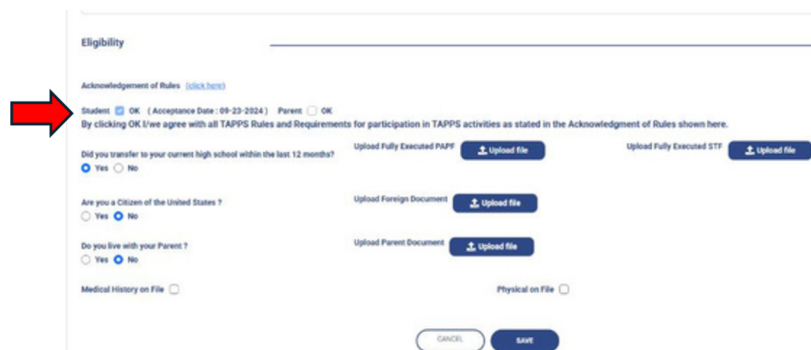 Eligibility
Acknowledgement of Rules (click here)
Student OK ( Acceptance Date : 09-23-2024 ) Parent OK
By clicking OK I/we agree with all TAPPS Rules and Requirements for participation in TAPPS activities as stated in the Acknowledgment of Rules shown here.
Did you transfer to your current high school within the last 12 months? Upload Fully Executed PAPF Upload file Upload Fully Executed STF Upload file
Yes No
Are you a Citizen of the United States ? Upload Foreign Document Upload file
Yes No
Do you live with your Parent ? Upload Parent Document Upload file
Yes No
Medical History on File Physical on File
CANCEL SAVE